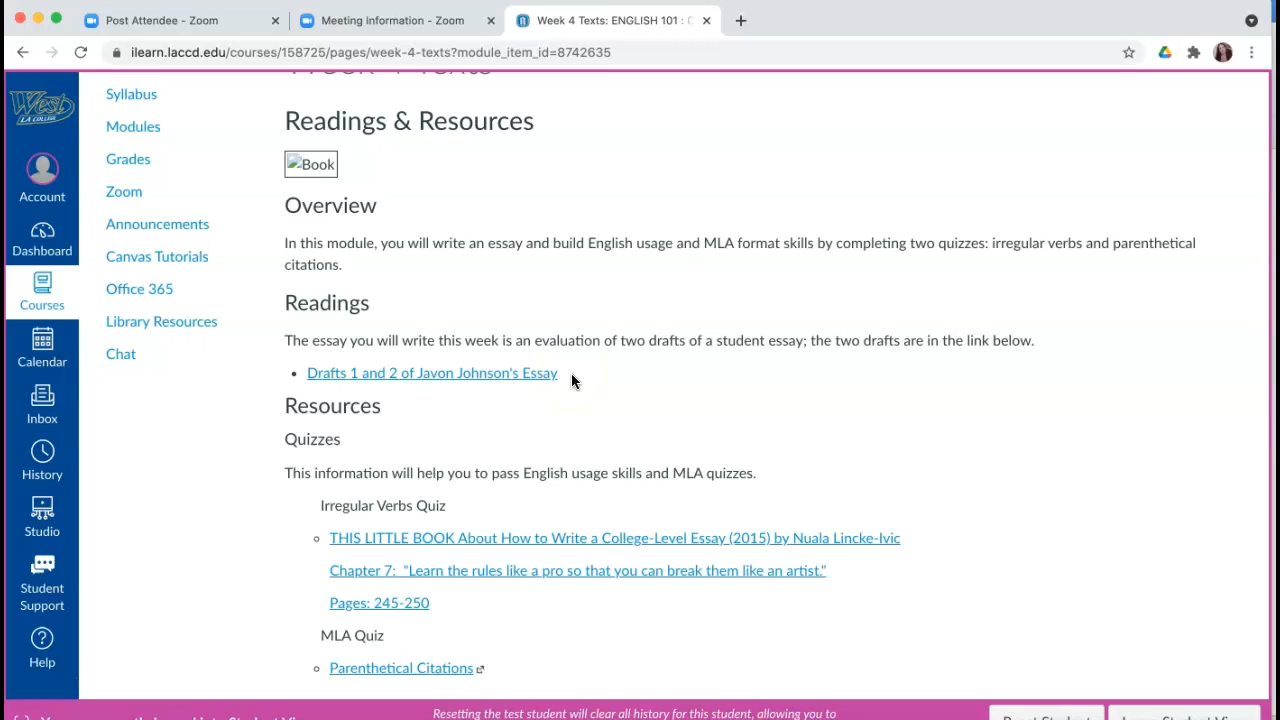 Post Attendee - Zoom
Meeting Information - Zoom
Week 4 Texts: ENGLISH 101 :
ilearn.laccd.edu/courses/158725/pages/week-4-texts?module_item_id=8742635
West
LA COLLEGE
Account
Dashboard
Courses
Calendar
Inbox
History
Studio
Student
Support
Help
Syllabus
Modules
Grades
Zoom
Announcements
Canvas Tutorials
Office 365
Library Resources
Chat
Readings & Resources
Book
Overview
In this module, you will write an essay and build English usage and MLA format skills by completing two quizzes: irregular verbs and parenthetical
citations.
Readings
The essay you will write this week is an evaluation of two drafts of a student essay; the two drafts are in the link below.
• Drafts 1 and 2 of Javon Johnson's Essay
Resources
Quizzes
This information will help you to pass English usage skills and MLA quizzes.
Irregular Verbs Quiz
THIS LITTLE BOOK About How to Write a College-Level Essay (2015) by Nuala Lincke-Ivic
Chapter 7: "Learn the rules like a pro so that you can break them like an artist."
Pages: 245-250
MLA Quiz
Parenthetical Citations
Resetting the test student will clear all history for this student, allowing you to